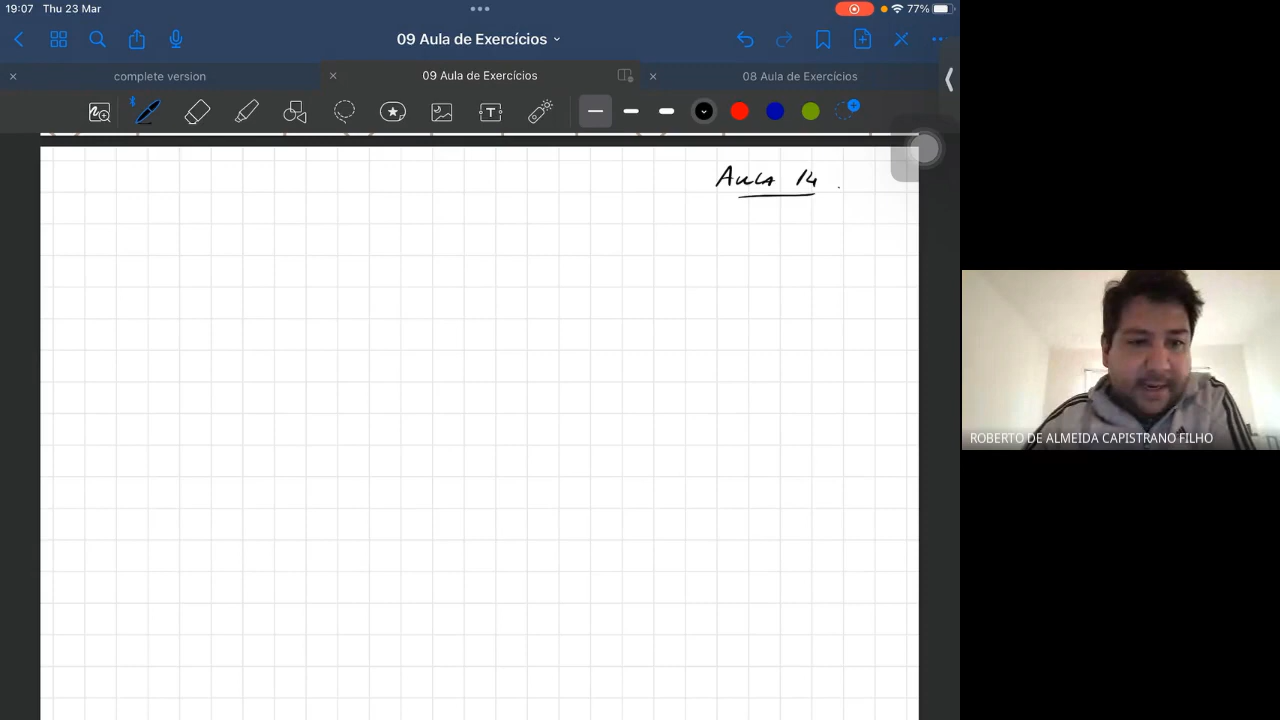 19:07 Thu 23 Mar 77%
09 Aula de Exercícios
complete version 09 Aula de Exercícios 08 Aula de Exercícios
T
Aula 14
ROBERTO DE ALMEIDA CAPISTRANO FILHO